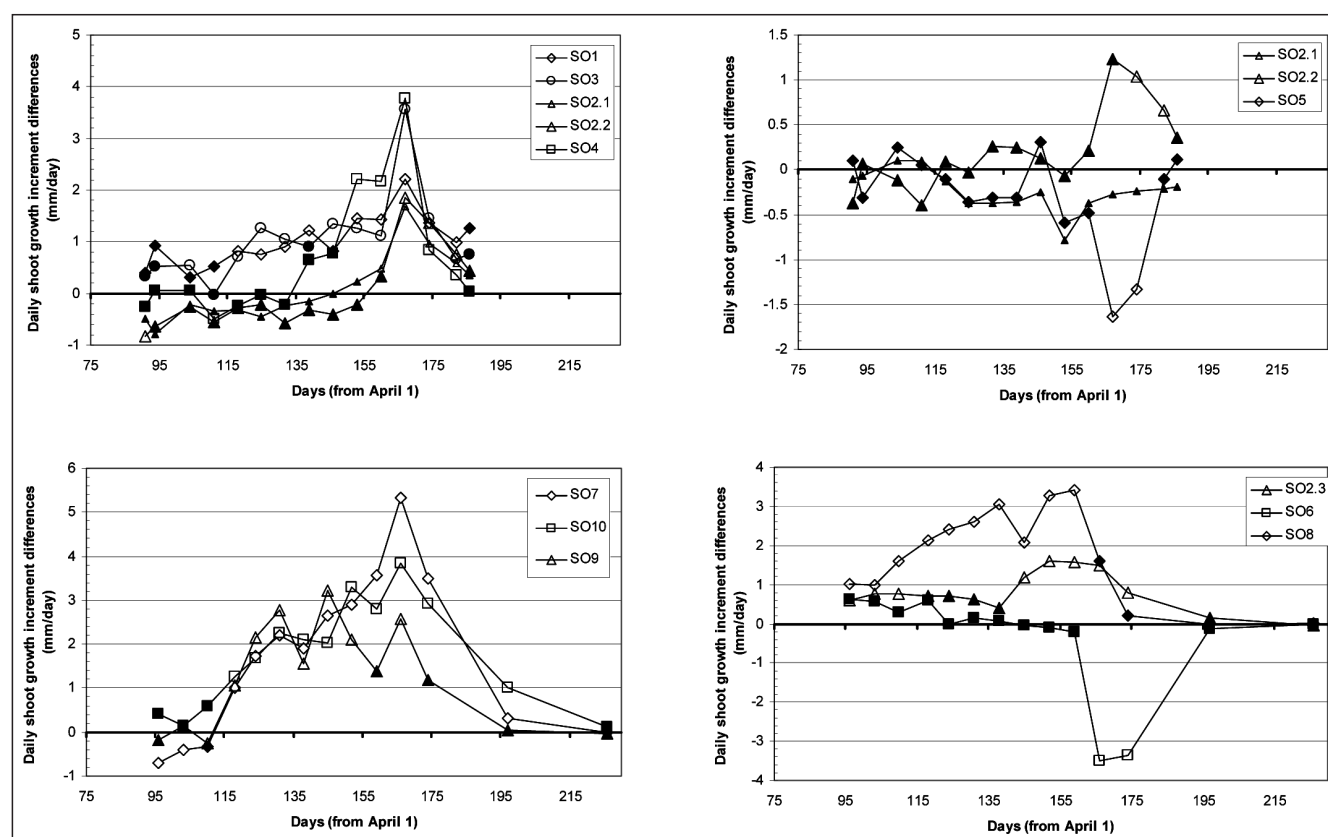 5
4
3
2
1
0
-1
75 95 115 135 155 175 195 215
Days (from April 1)
Daily shoot growth increment differences
(mm/day)
SO1
SO3
SO2.1
SO2.2
SO4
1.5
1
0.5
0
-0.5
-1
-1.5
-2
75 95 115 135 155 175 195 215
Days (from April 1)
Daily shoot growth increment differences
(mm/day)
SO2.1
SO2.2
SO5
6
5
4
3
2
1
0
-1
75 95 115 135 155 175 195 215
Days (from April 1)
Daily shoot growth increment differences
(mm/day)
SO7
SO10
SO9
4
3
2
1
0
-1
-2
-3
-4
75 95 115 135 155 175 195 215
Days (from April 1)
Daily shoot growth increment differences
(mm/day)
SO2.3
SO6
SO8